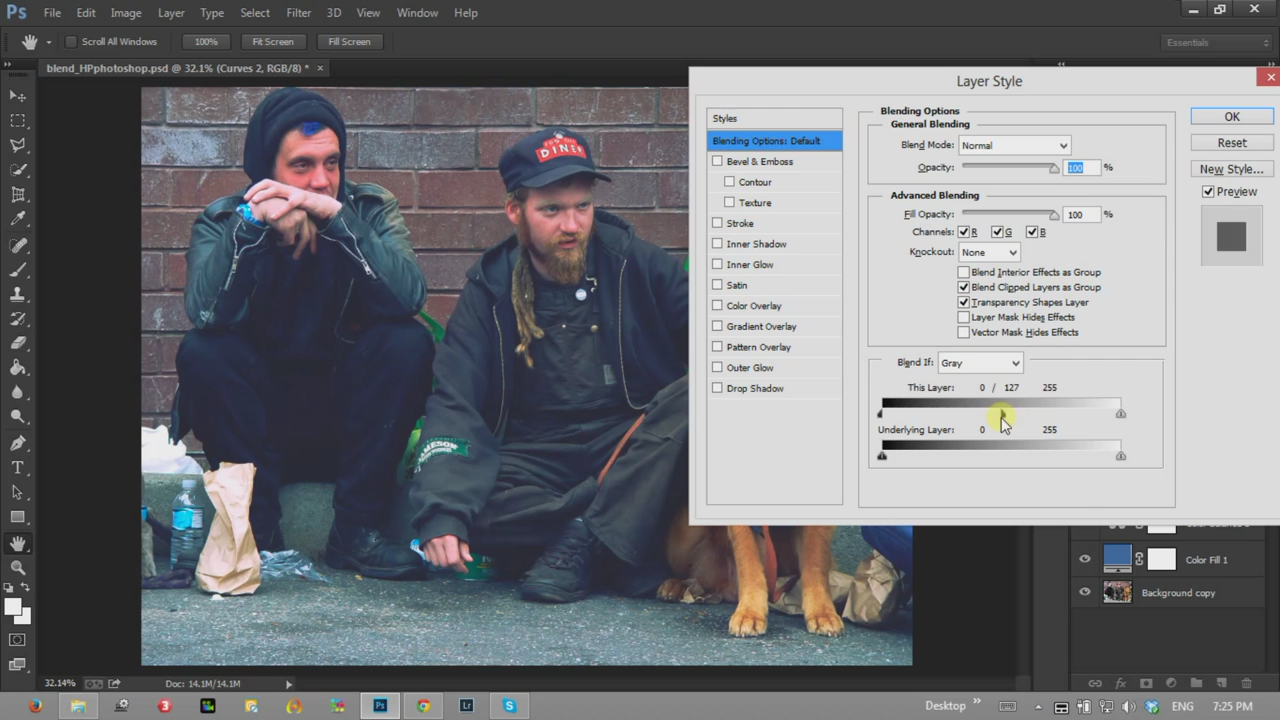 Ps File Edit Image Layer Type Select Filter 3D View Window Help
Scroll All Windows 100% Fit Screen Fill Screen Essentials
blend_HPphotoshop.psd @ 32.1% (Curves 2, RGB/8) * ×
Layer Style
Styles
Blending Options: Default
Bevel & Emboss
Contour
Texture
Stroke
Inner Shadow
Inner Glow
Satin
Color Overlay
Gradient Overlay
Pattern Overlay
Outer Glow
Drop Shadow
Blending Options
General Blending
Blend Mode: Normal
Opacity: 100 %
Advanced Blending
Fill Opacity: 100 %
Channels: R G B
Knockout: None
Blend Interior Effects as Group
Blend Clipped Layers as Group
Transparency Shapes Layer
Layer Mask Hides Effects
Vector Mask Hides Effects
Blend If: Gray
This Layer: 0 / 127 255
Underlying Layer: 0 255
OK
Reset
New Style...
Preview
DINER
JAMESON
Color Fill 1
Background copy
32.14% Doc: 14.1M/14.1M
Desktop » ENG 7:25 PM